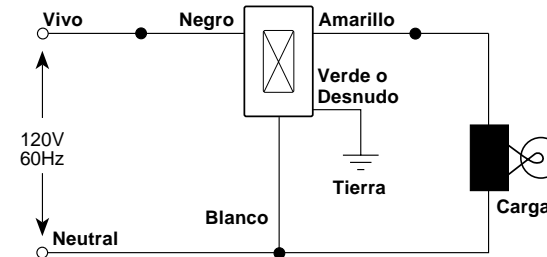 Vivo
Negro
Amarillo
Verde o
Desnudo
120V
60Hz
Tierra
Carga
Blanco
Neutral